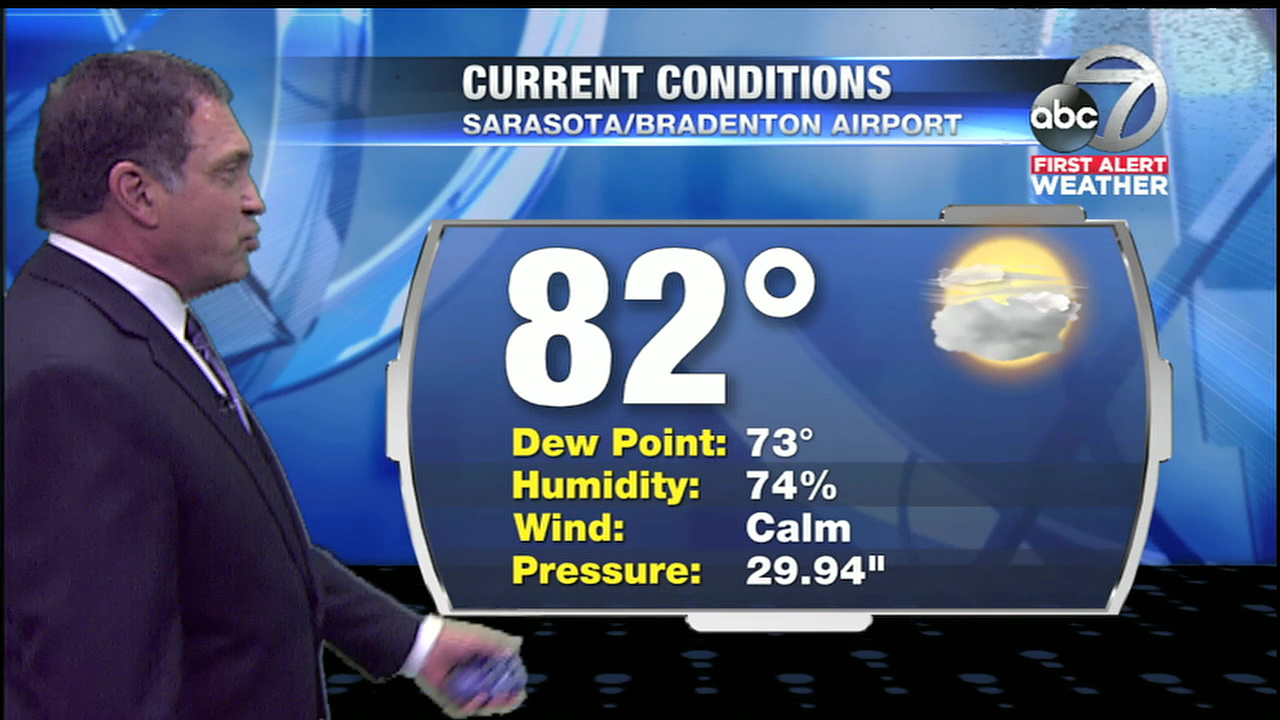 CURRENT CONDITIONS
SARASOTA/BRADENTON AIRPORT
abc 7
FIRST ALERT
WEATHER
82°
Dew Point: 73°
Humidity: 74%
Wind: Calm
Pressure: 29.94"